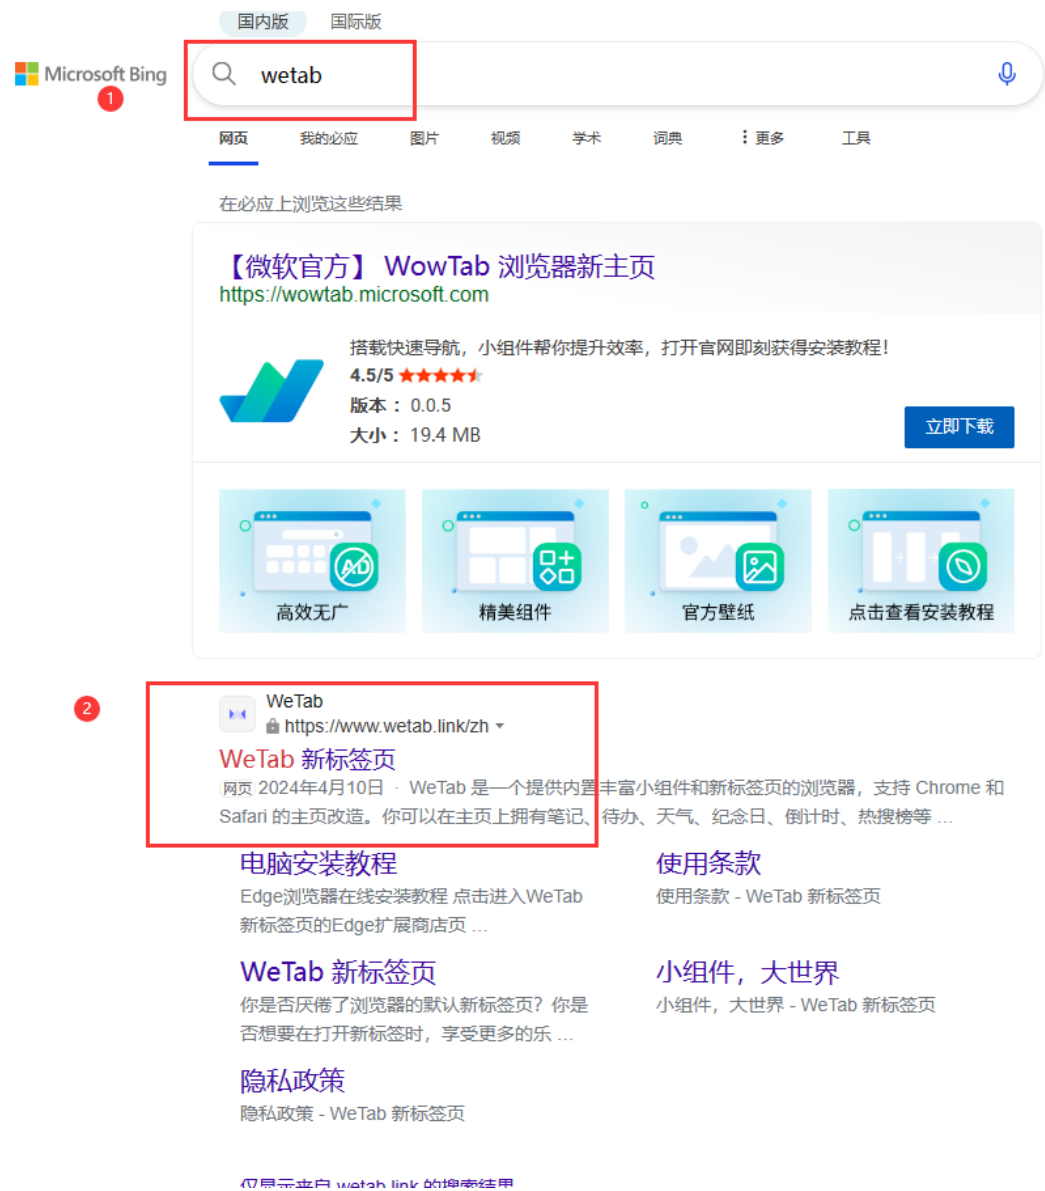 国内版 国际版
Microsoft Bing
wetab
1
网页 我的必应 图片 视频 学术 词典 更多 工具
在必应上浏览这些结果
【微软官方】 WowTab 浏览器新主页
https://wowtab.microsoft.com
搭载快速导航，小组件帮你提升效率，打开官网即刻获得安装教程！
4.5/5
版本： 0.0.5
大小： 19.4 MB
立即下载
AD
高效无广 精美组件 官方壁纸 点击查看安装教程
2
WeTab
https://www.wetab.link/zh
WeTab 新标签页
网页 2024年4月10日 · WeTab 是一个提供内置丰富小组件和新标签页的浏览器，支持 Chrome 和
Safari 的主页改造。你可以在主页上拥有笔记、待办、天气、纪念日、倒计时、热搜榜等 ...
电脑安装教程
Edge浏览器在线安装教程 点击进入WeTab
新标签页的Edge扩展商店页 ...
使用条款
使用条款 - WeTab 新标签页
WeTab 新标签页
你是否厌倦了浏览器的默认新标签页？你是
否想要在打开新标签时，享受更多的乐 ...
小组件，大世界
小组件，大世界 - WeTab 新标签页
隐私政策
隐私政策 - WeTab 新标签页
仅显示来自 wetab.link 的搜索结果